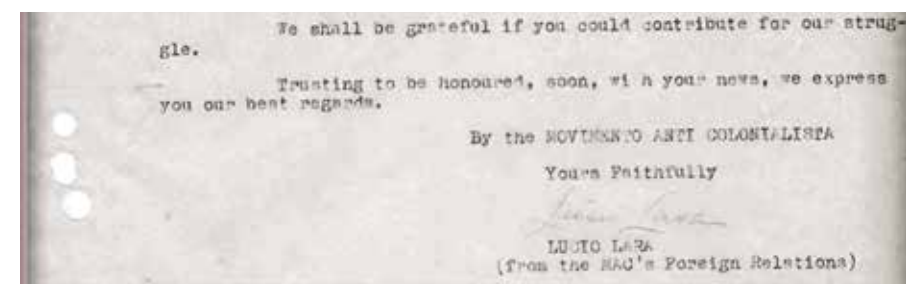 We shall be grateful if you could contribute for our strug-
gle.
Trusting to be honoured, soon, wi h your news, we express
you our best regards.
By the MOVIMENTO ANTI COLONIALISTA
Yours Faithfully
Lucio Lara
LUCIO LARA
(from the MAC's Foreign Relations)